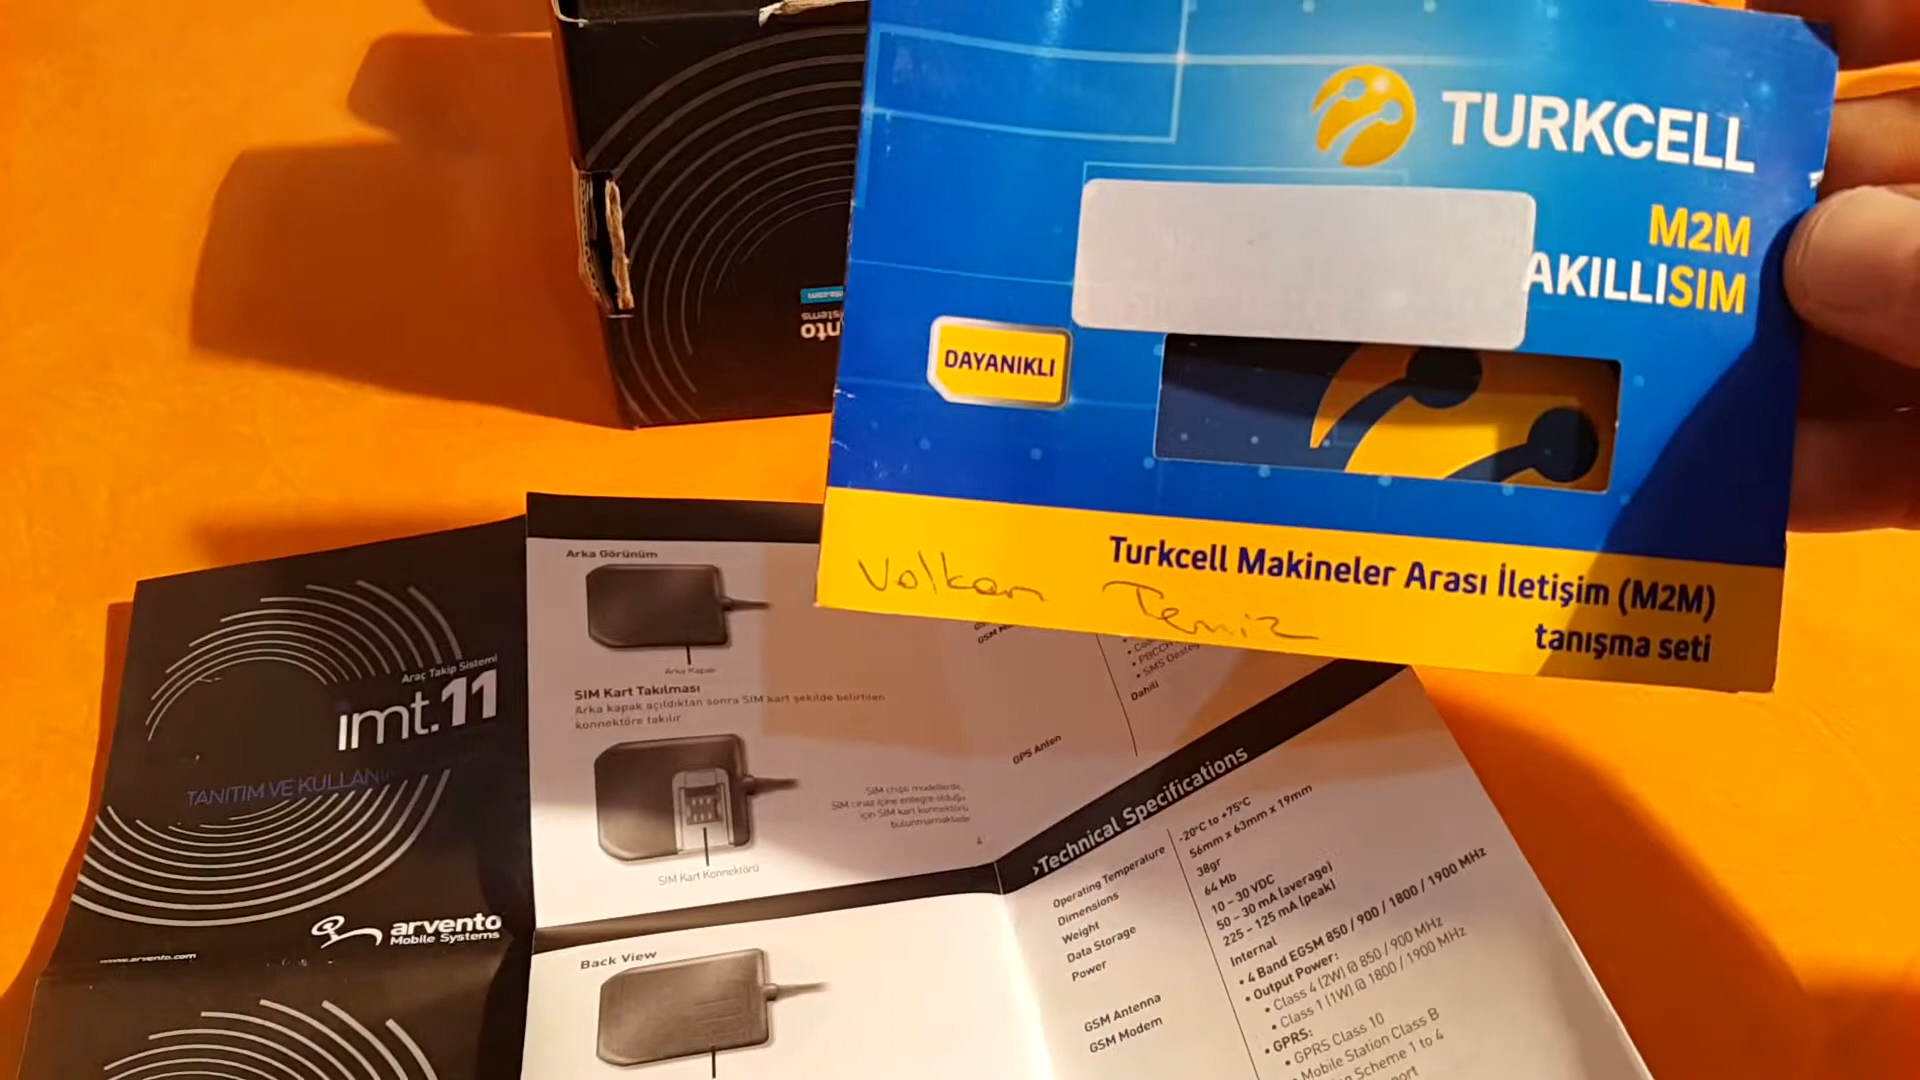 TURKCELL
M2M
AKILLISIM
DAYANIKLI
Turkcell Makineler Arası İletişim (M2M)
tanışma seti
Volkan Temiz
Araç Takip Sistemi
imt.11
TANITIM VE
arvento
Mobile Systems
www.arvento.com
Arka Görünüm
Arka Kapak
SIM Kart Takılması
Arka kapak açıldıktan sonra SIM kart şekilde belirtilen
konnektöre takılır
SIM chipli modellerde,
SIM cihaz içine entegre olduğu
için SIM kart konnektörü
bulunmamaktadır
SIM Kart Konnektörü
4
Dahili
GPS Anten
Back View
›Technical Specifications
Operating Temperature -20°C to +75°C
Dimensions 56mm x 63mm x 19mm
Weight 38gr
Data Storage 64 Mb
Power 10 – 30 VDC
50 – 30 mA (average)
225 – 125 mA (peak)
GSM Antenna Internal
GSM Modem • 4 Band EGSM 850 / 900 / 1800 / 1900 MHz
• Output Power:
• Class 4 (2W) @ 850 / 900 MHz
• Class 1 (1W) @ 1800 / 1900 MHz
• GPRS:
• GPRS Class 10
Mobile Station Class B
Scheme 1 to 4